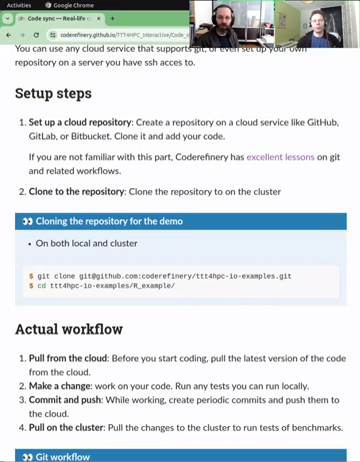 Activities
Google Chrome
Code sync — Real-life c
coderefinery.github.io/TTT4HPC_Interactive/Code_
You can use any cloud service that supports git, or even set up your own
repository on a server you have ssh acces to.
Setup steps
1. Set up a cloud repository: Create a repository on a cloud service like GitHub,
GitLab, or Bitbucket. Clone it and add your code.
If you are not familiar with this part, Coderefinery has excellent lessons on git
and related workflows.
2. Clone to the repository: Clone the repository to on the cluster
Cloning the repository for the demo
• On both local and cluster
$ git clone git@github.com:coderefinery/ttt4hpc-io-examples.git
$ cd ttt4hpc-io-examples/R_example/
Actual workflow
1. Pull from the cloud: Before you start coding, pull the latest version of the code
from the cloud.
2. Make a change: work on your code. Run any tests you can run locally.
3. Commit and push: While working, create periodic commits and push them to
the cloud.
4. Pull on the cluster: Pull the changes to the cluster to run tests of benchmarks.
Git workflow